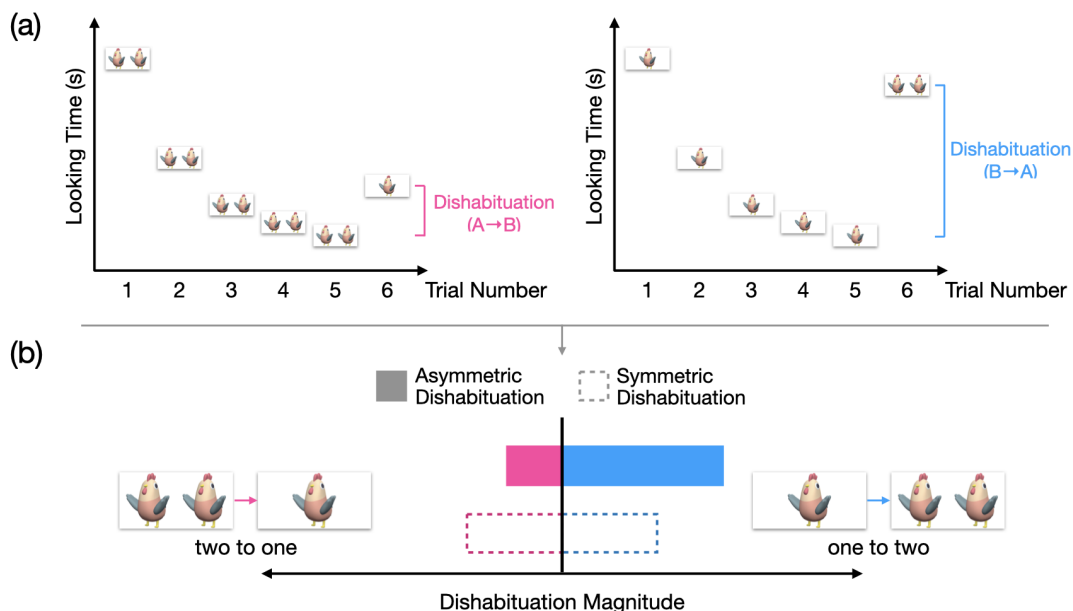 (a)
Looking Time (s)
Dishabituation
(A→B)
1 2 3 4 5 6 Trial Number
Looking Time (s)
Dishabituation
(B→A)
1 2 3 4 5 6 Trial Number
(b)
Asymmetric
Dishabituation
Symmetric
Dishabituation
two to one
one to two
Dishabituation Magnitude